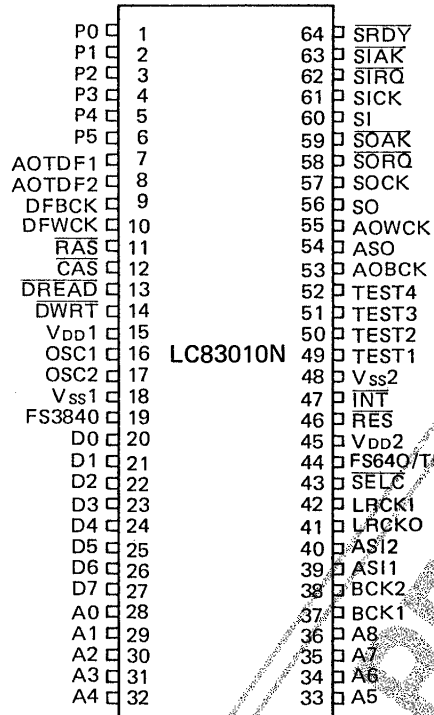 P0 1 64 SRDY
P1 2 63 SIAK
P2 3 62 SIRQ
P3 4 61 SICK
P4 5 60 SI
P5 6 59 SOAK
AOTDF1 7 58 SORQ
AOTDF2 8 57 SOCK
DFBCK 9 56 SO
DFWCK 10 55 AOWCK
RAS 11 54 ASO
CAS 12 53 AOBCK
DREAD 13 52 TEST4
DWRT 14 51 TEST3
VDD1 15 50 TEST2
OSC1 16 LC83010N 49 TEST1
OSC2 17 48 VSS2
VSS1 18 47 INT
FS3840 19 46 RES
D0 20 45 VDD2
D1 21 44 FS640/T
D2 22 43 SELC
D3 23 42 LRCKI
D4 24 41 LRCKO
D5 25 40 ASI2
D6 26 39 ASI1
D7 27 38 BCK2
A0 28 37 BCK1
A1 29 36 A8
A2 30 35 A7
A3 31 34 A6
A4 32 33 A5